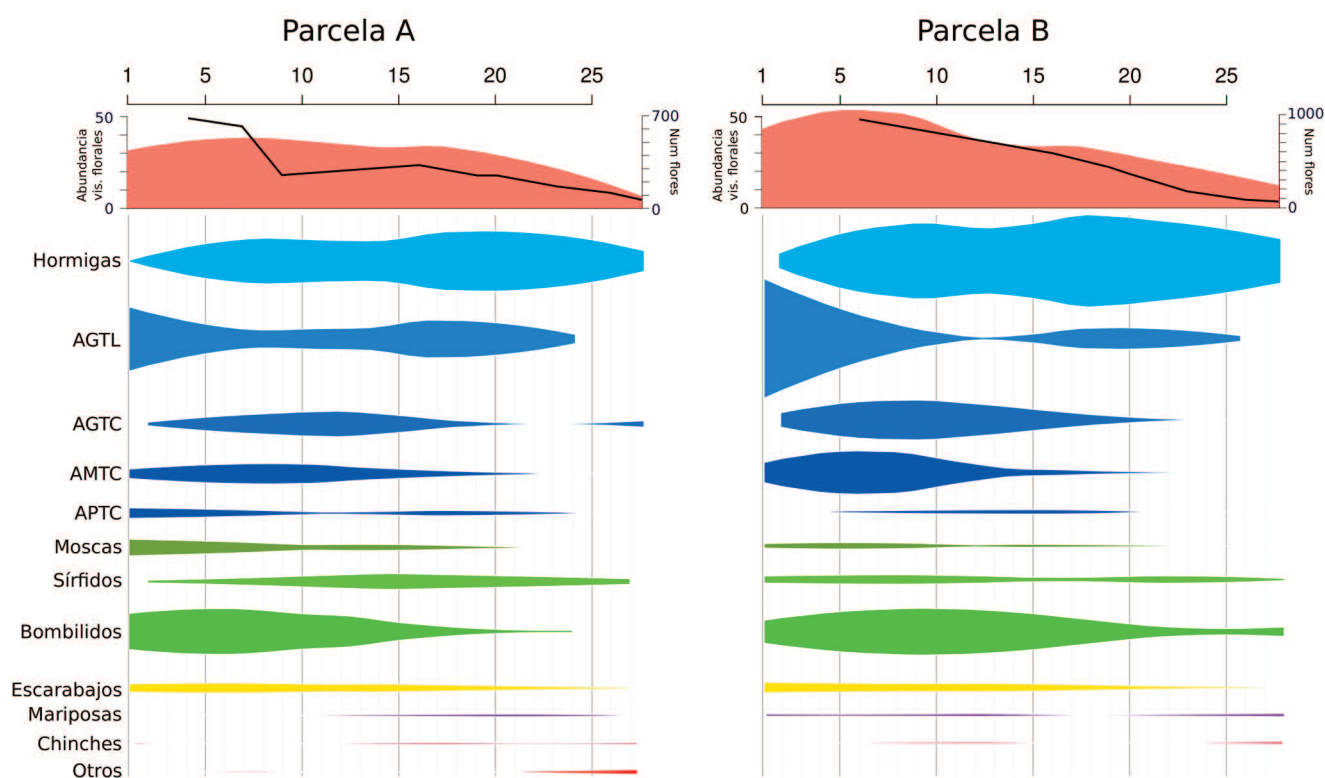 Parcela A
Parcela B
1 5 10 15 20 25
1 5 10 15 20 25
50
0
Abundancia
vis. florales
700
0
Num flores
50
0
Abundancia
vis. florales
1000
0
Num flores
Hormigas
AGTL
AGTC
AMTC
APTC
Moscas
Sírfidos
Bombilidos
Escarabajos
Mariposas
Chinches
Otros